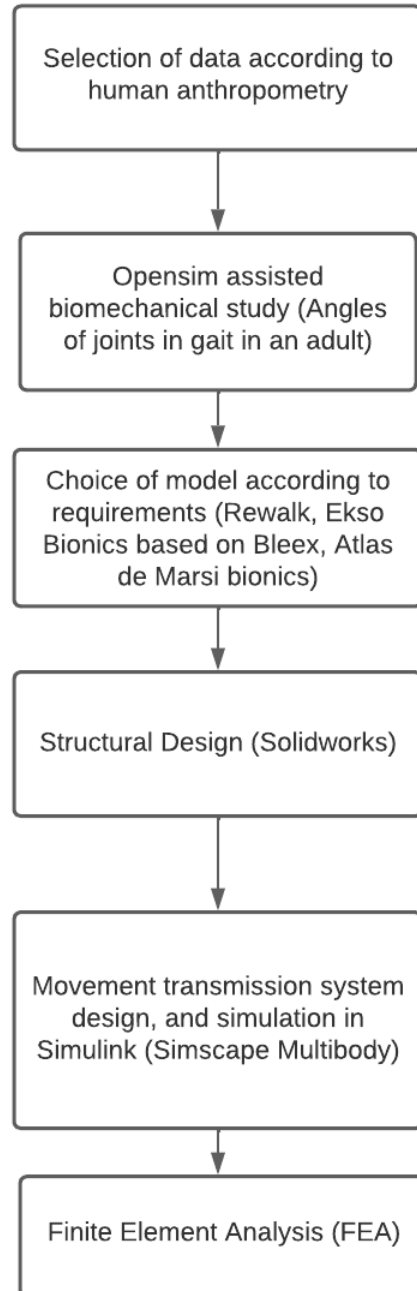 Selection of data according to
human anthropometry
Opensim assisted
biomechanical study (Angles
of joints in gait in an adult)
Choice of model according to
requirements (Rewalk, Ekso
Bionics based on Bleex, Atlas
de Marsi bionics)
Structural Design (Solidworks)
Movement transmission system
design, and simulation in
Simulink (Simscape Multibody)
Finite Element Analysis (FEA)